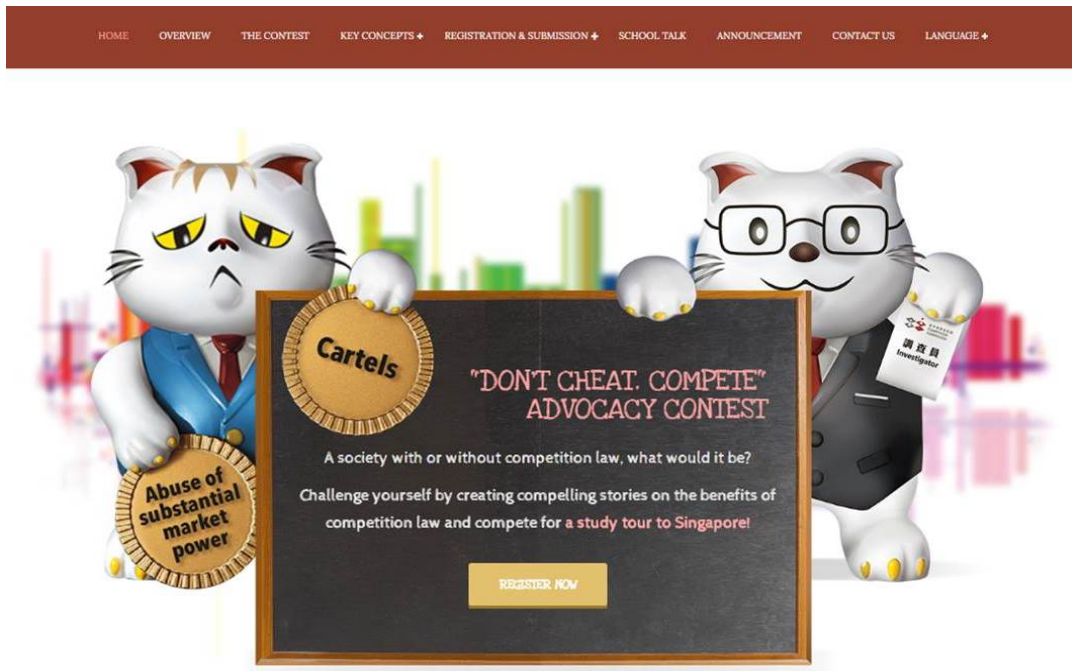 HOME OVERVIEW THE CONTEST KEY CONCEPTS + REGISTRATION & SUBMISSION + SCHOOL TALK ANNOUNCEMENT CONTACT US LANGUAGE +
Cartels
Abuse of
substantial
market
power
調查員
Investigator
"DON'T CHEAT. COMPETE"
ADVOCACY CONTEST
A society with or without competition law, what would it be?
Challenge yourself by creating compelling stories on the benefits of
competition law and compete for a study tour to Singapore!
REGISTER NOW